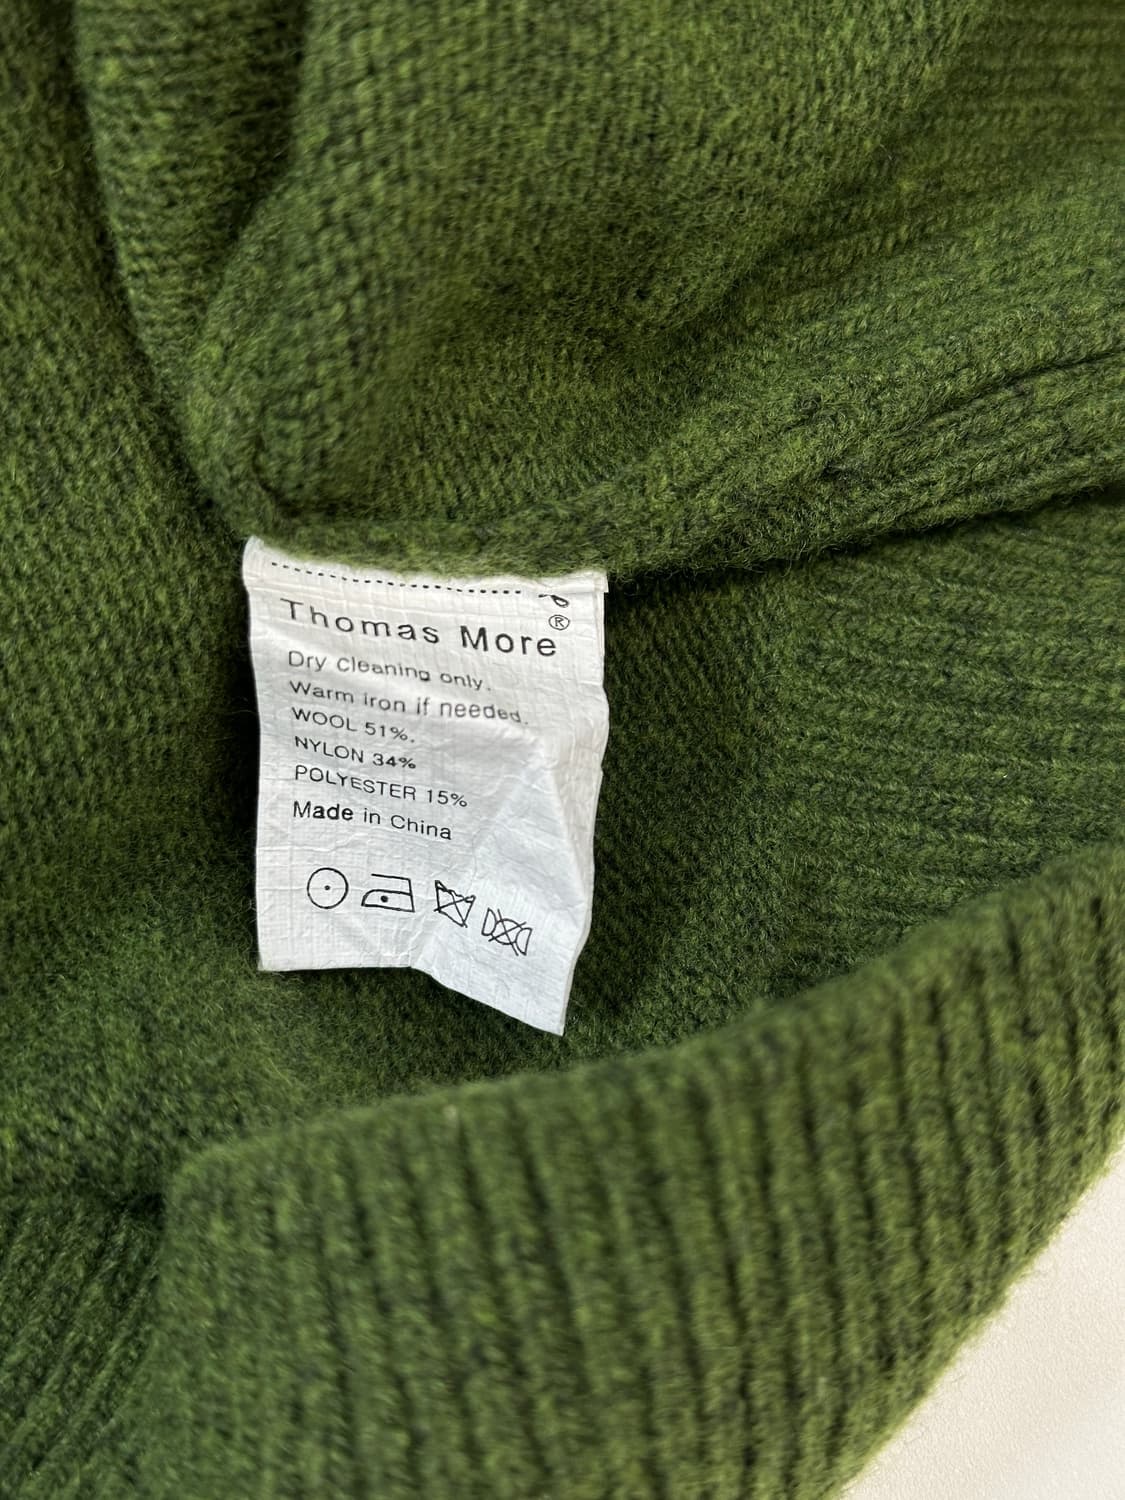 Thomas More®
Dry cleaning only.
Warm iron if needed.
WOOL 51%.
NYLON 34%
POLYESTER 15%
Made in China